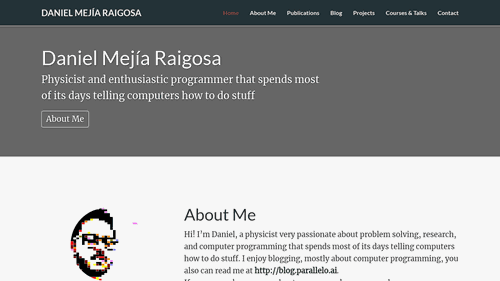 DANIEL MEJÍA RAIGOSA
Home About Me Publications Blog Projects Courses & Talks Contact
Daniel Mejía Raigosa
Physicist and enthusiastic programmer that spends most
of its days telling computers how to do stuff
About Me
About Me
Hi! I'm Daniel, a physicist very passionate about problem solving, research,
and computer programming that spends most of its days telling computers
how to do stuff. I enjoy blogging, mostly about computer programming, you
also can read me at http://blog.parallelo.ai.